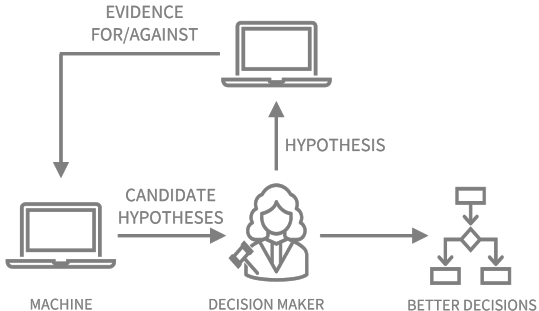 EVIDENCE
FOR/AGAINST
HYPOTHESIS
CANDIDATE
HYPOTHESES
MACHINE
DECISION MAKER
BETTER DECISIONS